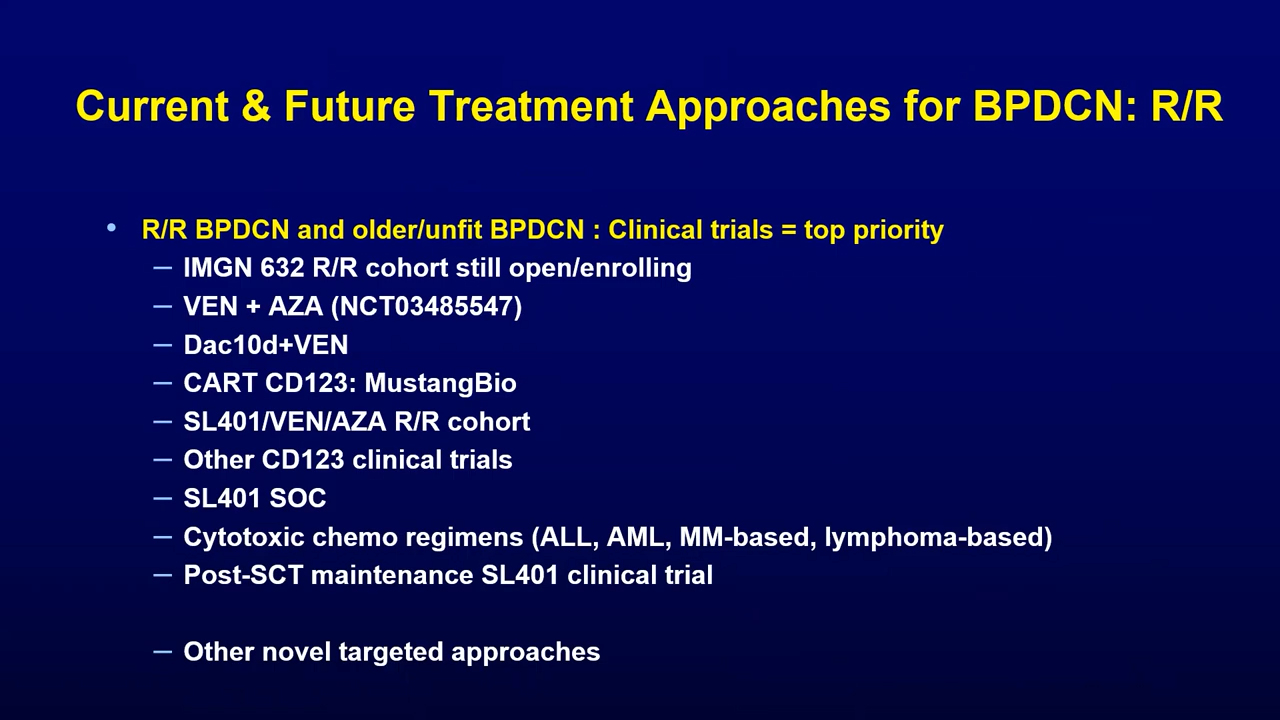 Current & Future Treatment Approaches for BPDCN: R/R
• R/R BPDCN and older/unfit BPDCN : Clinical trials = top priority
– IMGN 632 R/R cohort still open/enrolling
– VEN + AZA (NCT03485547)
– Dac10d+VEN
– CART CD123: MustangBio
– SL401/VEN/AZA R/R cohort
– Other CD123 clinical trials
– SL401 SOC
– Cytotoxic chemo regimens (ALL, AML, MM-based, lymphoma-based)
– Post-SCT maintenance SL401 clinical trial
– Other novel targeted approaches